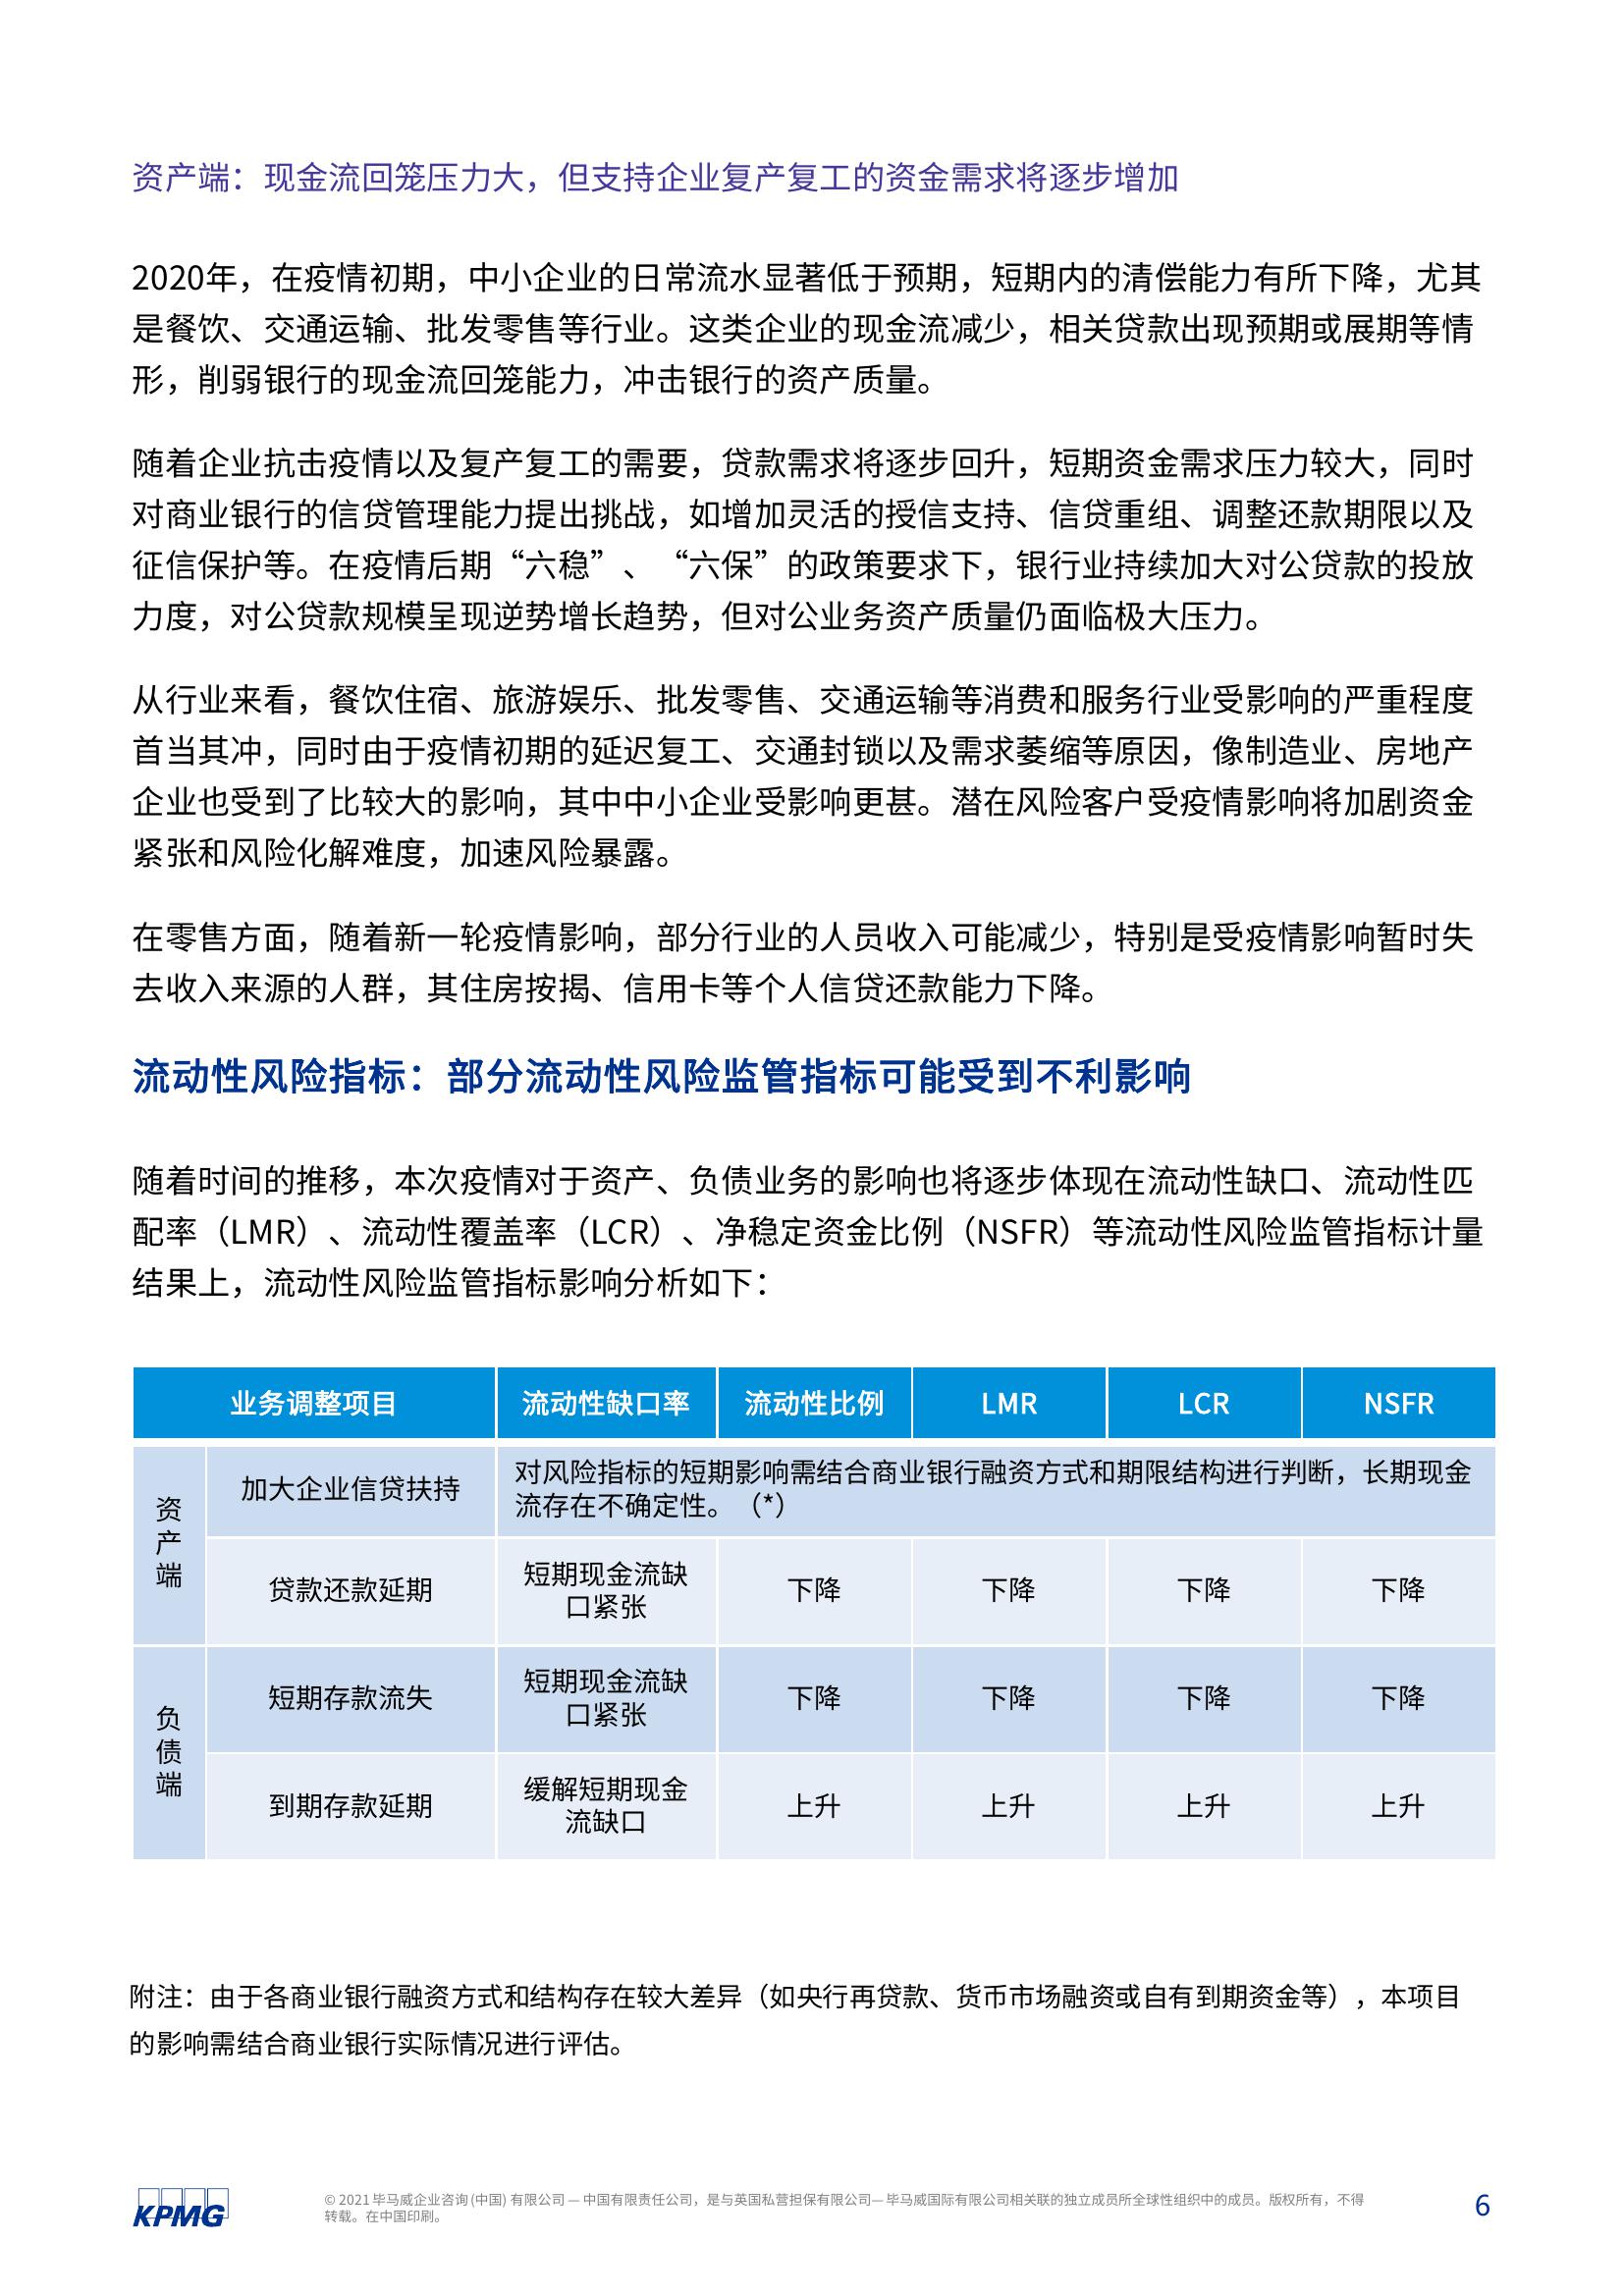 资产端：现金流回笼压力大，但支持企业复产复工的资金需求将逐步增加
2020年，在疫情初期，中小企业的日常流水显著低于预期，短期内的清偿能力有所下降，尤其
是餐饮、交通运输、批发零售等行业。这类企业的现金流减少，相关贷款出现预期或展期等情
形，削弱银行的现金流回笼能力，冲击银行的资产质量。
随着企业抗击疫情以及复产复工的需要，贷款需求将逐步回升，短期资金需求压力较大，同时
对商业银行的信贷管理能力提出挑战，如增加灵活的授信支持、信贷重组、调整还款期限以及
征信保护等。在疫情后期“六稳”、“六保”的政策要求下，银行业持续加大对公贷款的投放
力度，对公贷款规模呈现逆势增长趋势，但对公业务资产质量仍面临极大压力。
从行业来看，餐饮住宿、旅游娱乐、批发零售、交通运输等消费和服务行业受影响的严重程度
首当其冲，同时由于疫情初期的延迟复工、交通封锁以及需求萎缩等原因，像制造业、房地产
企业也受到了比较大的影响，其中中小企业受影响更甚。潜在风险客户受疫情影响将加剧资金
紧张和风险化解难度，加速风险暴露。
在零售方面，随着新一轮疫情影响，部分行业的人员收入可能减少，特别是受疫情影响暂时失
去收入来源的人群，其住房按揭、信用卡等个人信贷还款能力下降。
流动性风险指标：部分流动性风险监管指标可能受到不利影响
随着时间的推移，本次疫情对于资产、负债业务的影响也将逐步体现在流动性缺口、流动性匹
配率（LMR）、流动性覆盖率（LCR）、净稳定资金比例（NSFR）等流动性风险监管指标计量
结果上，流动性风险监管指标影响分析如下：
业务调整项目 流动性缺口率 流动性比例 LMR LCR NSFR
资产端
加大企业信贷扶持
对风险指标的短期影响需结合商业银行融资方式和期限结构进行判断，长期现金
流存在不确定性。（*）
贷款还款延期
短期现金流缺
口紧张
下降 下降 下降 下降
负债端
短期存款流失
短期现金流缺
口紧张
下降 下降 下降 下降
到期存款延期
缓解短期现金
流缺口
上升 上升 上升 上升
附注：由于各商业银行融资方式和结构存在较大差异（如央行再贷款、货币市场融资或自有到期资金等），本项目
的影响需结合商业银行实际情况进行评估。
KPMG
© 2021 毕马威企业咨询 (中国) 有限公司 — 中国有限责任公司，是与英国私营担保有限公司— 毕马威国际有限公司相关联的独立成员所全球性组织中的成员。版权所有，不得
转载。在中国印刷。
6